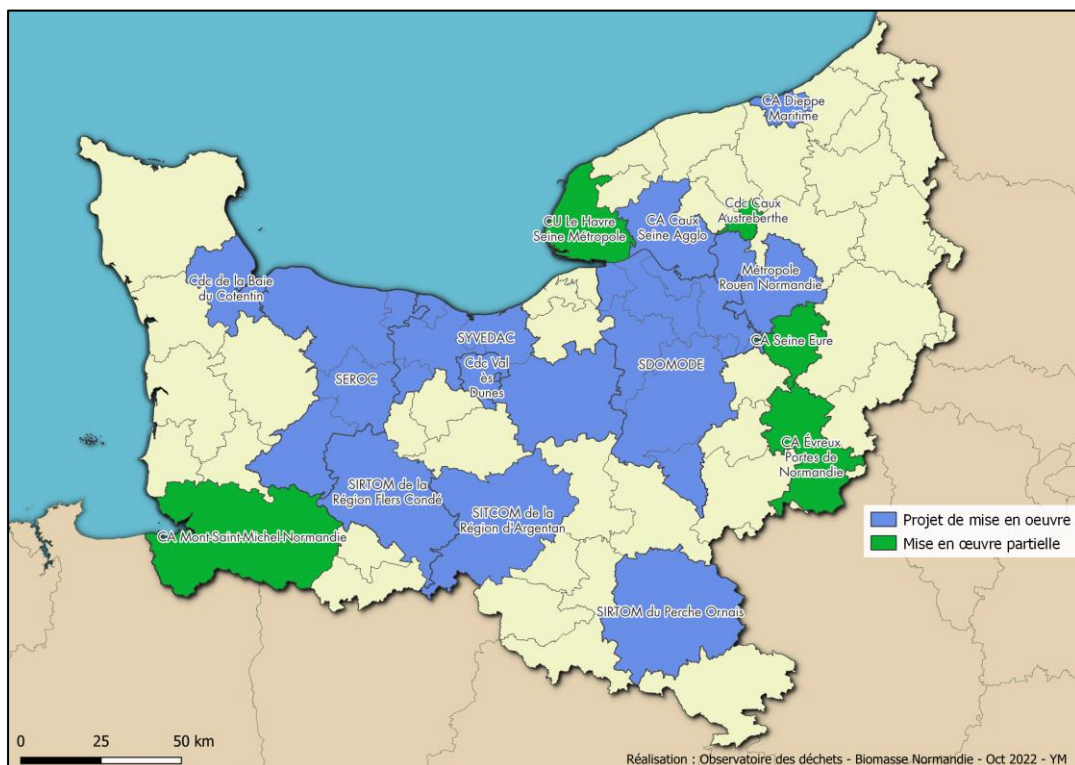 CA Dieppe
Maritime
CU Le Havre
Seine Métropole
CA Caux
Seine Agglo
Cdc Caux
Austreberthe
Métropole
Rouen Normandie
Cdc de la Baie
du Cotentin
SYVEDAC
CA Seine Eure
Cdc Val
ès
Dunes
SDOMODE
SEROC
CA Évreux
Portes de
Normandie
SIRTOM de la
Région Flers Condé
SITCOM de la
Région d'Argentan
CA Mont-Saint-Michel-Normandie
SIRTOM du Perche Ornais
Projet de mise en oeuvre
Mise en œuvre partielle
0 25 50 km
Réalisation : Observatoire des déchets - Biomasse Normandie - Oct 2022 - YM